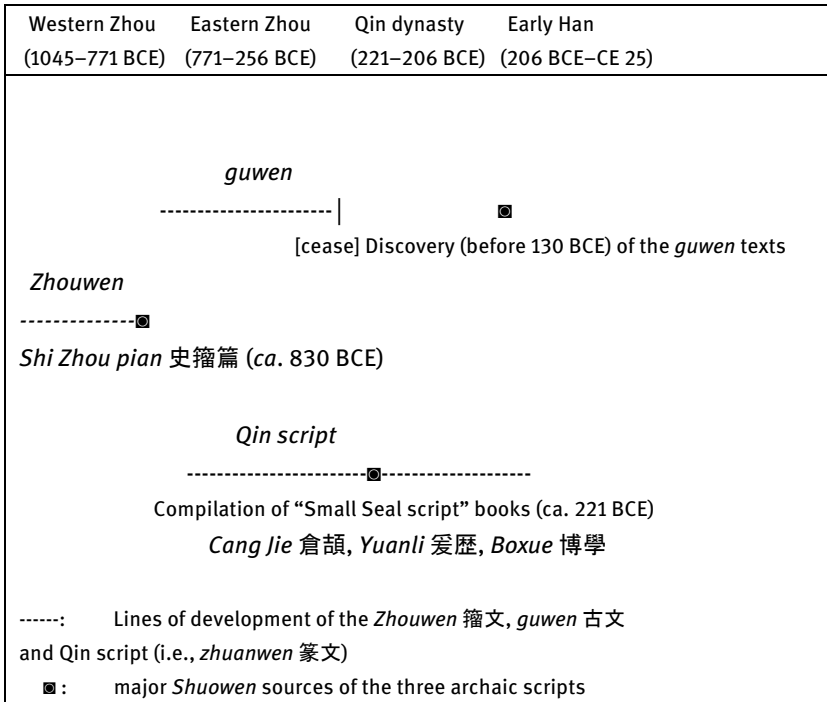 Western Zhou Eastern Zhou Qin dynasty Early Han
(1045–771 BCE) (771–256 BCE) (221–206 BCE) (206 BCE–CE 25)
guwen
-----------------------| ◙
[cease] Discovery (before 130 BCE) of the guwen texts
Zhouwen
--------------◙
Shi Zhou pian 史籀篇 (ca. 830 BCE)
Qin script
------------------------◙--------------------
Compilation of “Small Seal script” books (ca. 221 BCE)
Cang Jie 倉頡, Yuanli 爰歷, Boxue 博學
------: Lines of development of the Zhouwen 籀文, guwen 古文
and Qin script (i.e., zhuanwen 篆文)
◙ : major Shuowen sources of the three archaic scripts